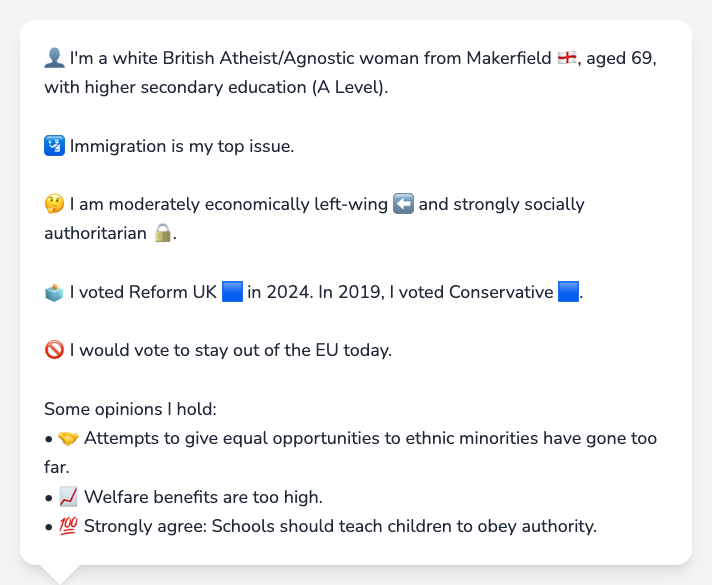 👤 I'm a white British Atheist/Agnostic woman from Makerfield 🏴󠁧󠁢󠁥󠁮󠁧󠁿, aged 69,
with higher secondary education (A Level).
🛂 Immigration is my top issue.
🤔 I am moderately economically left-wing ⬅️ and strongly socially
authoritarian 🔒.
🗳️ I voted Reform UK 🟦 in 2024. In 2019, I voted Conservative 🟦.
🚫 I would vote to stay out of the EU today.
Some opinions I hold:
• 🤝 Attempts to give equal opportunities to ethnic minorities have gone too
far.
• 📈 Welfare benefits are too high.
• 💯 Strongly agree: Schools should teach children to obey authority.